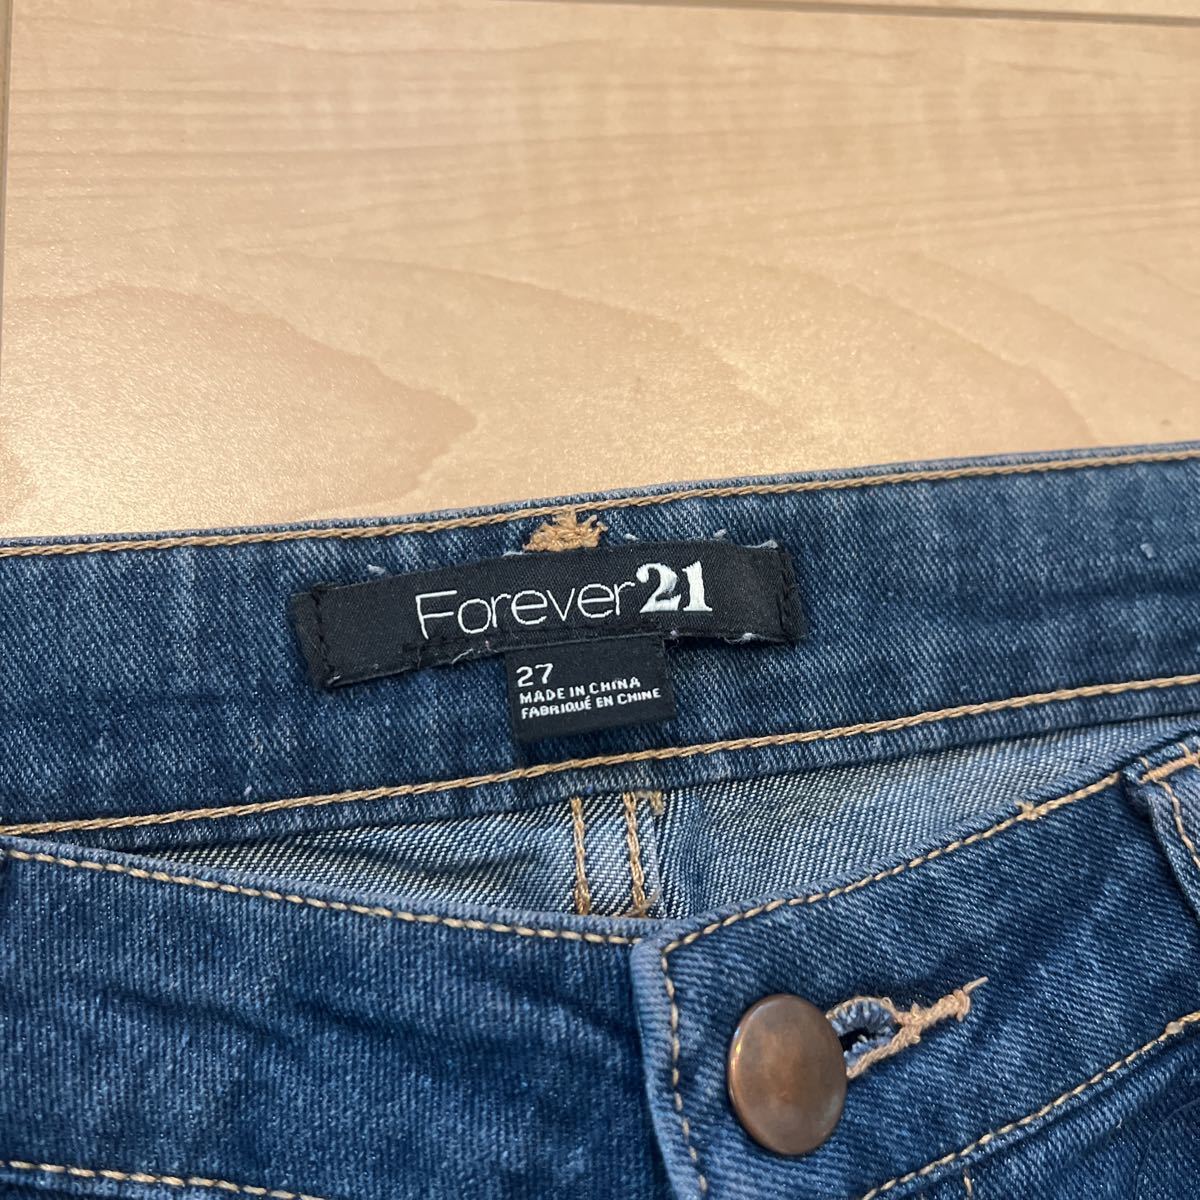 Forever21
27
MADE IN CHINA
FABRIQUÉ EN CHINE